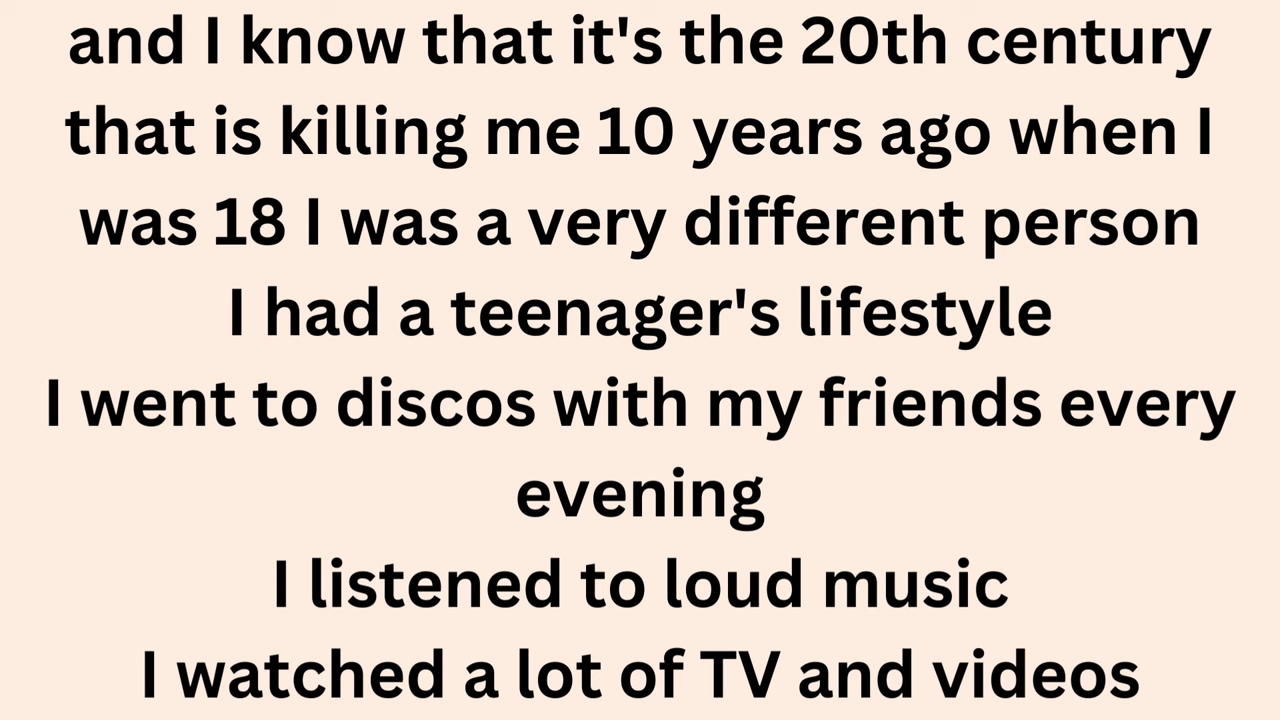 and I know that it's the 20th century
that is killing me 10 years ago when I
was 18 I was a very different person
I had a teenager's lifestyle
I went to discos with my friends every
evening
I listened to loud music
I watched a lot of TV and videos